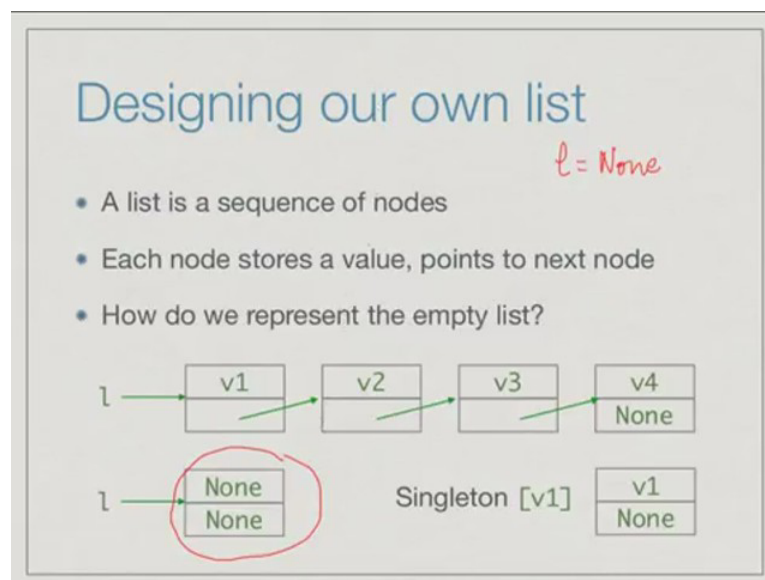 Designing our own list
l = None
• A list is a sequence of nodes
• Each node stores a value, points to next node
• How do we represent the empty list?
l v1 v2 v3 v4
None
l None None
Singleton [v1] v1 None